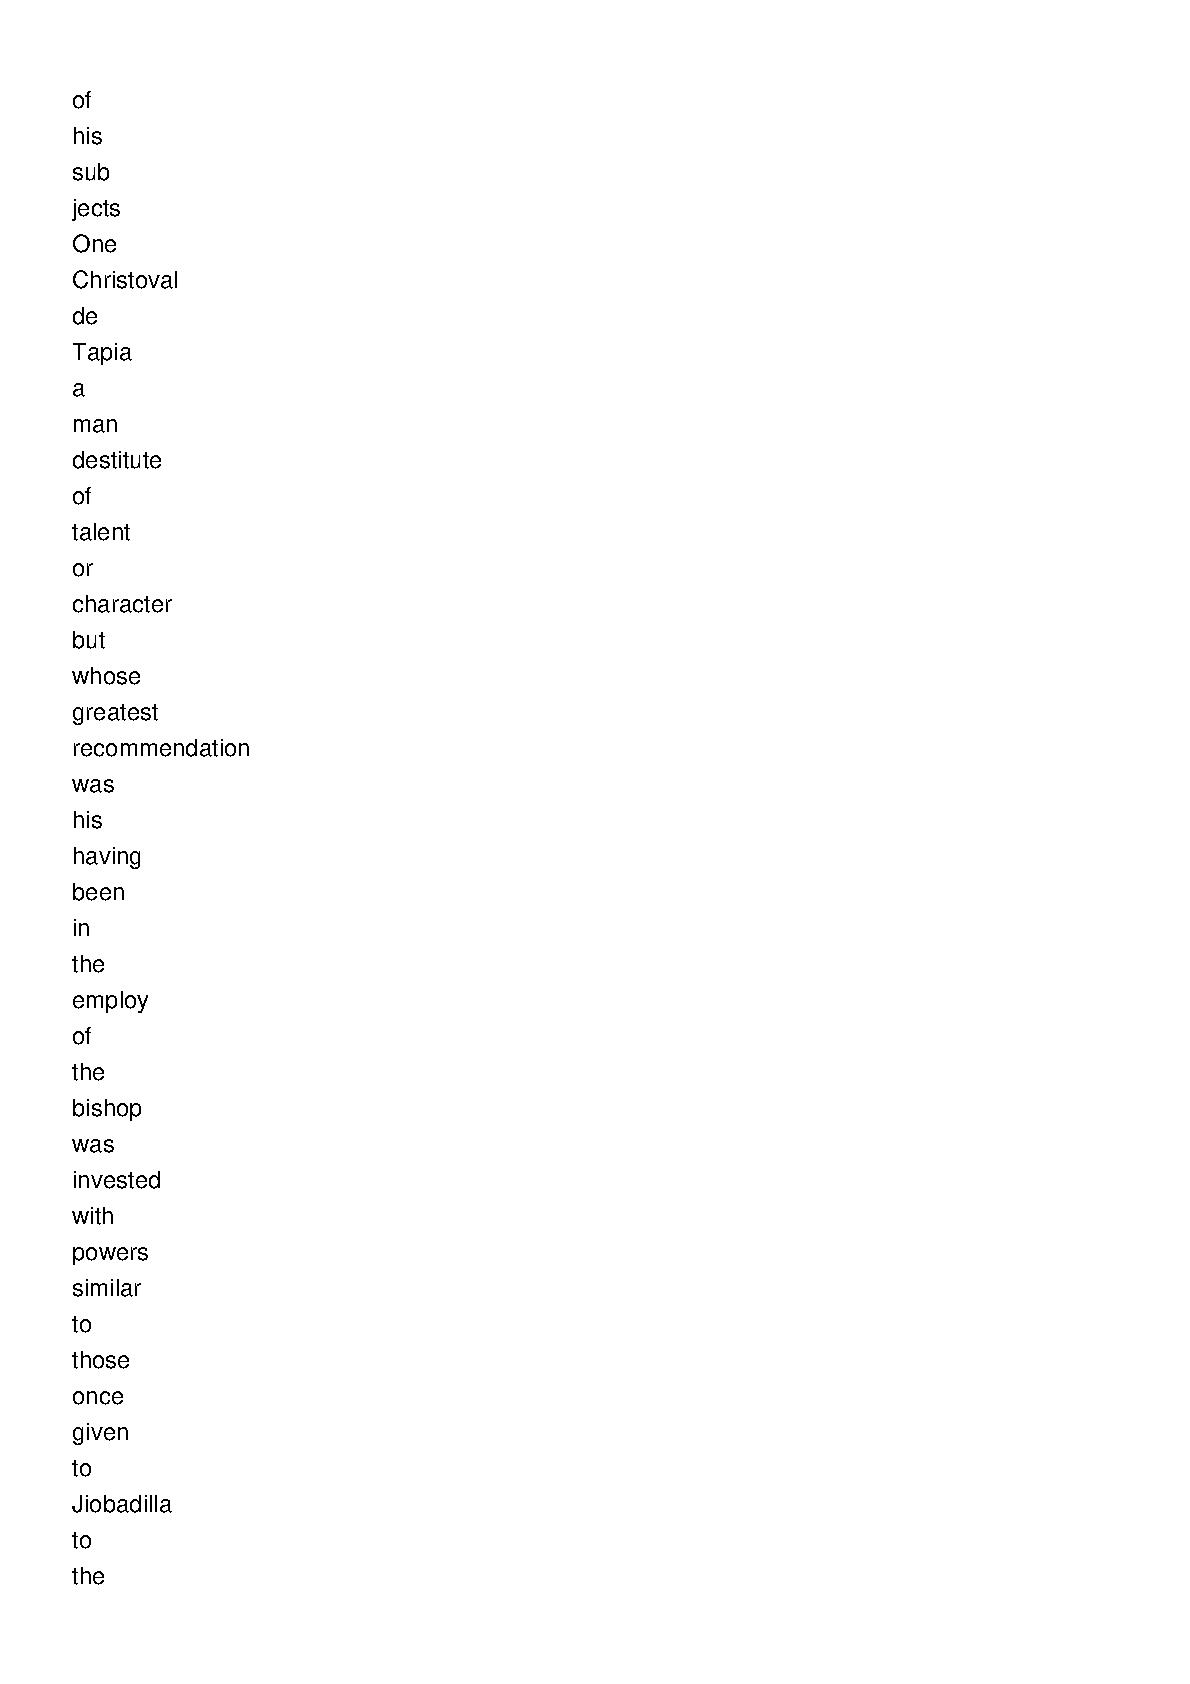 of
his
sub
jects
One
Christoval
de
Tapia
a
man
destitute
of
talent
or
character
but
whose
greatest
recommendation
was
his
having
been
in
the
employ
of
the
bishop
was
invested
with
powers
similar
to
those
once
given
to
Jiobadilla
to
the